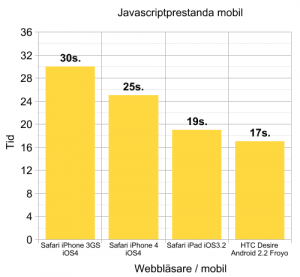 Javascriptprestanda mobil
36
32
28
24
20
16
12
8
4
0
Tid
30s.
25s.
19s.
17s.
Safari iPhone 3GS
iOS4
Safari iPhone 4
iOS4
Safari iPad iOS3.2
HTC Desire
Android 2.2 Froyo
Webbläsare / mobil